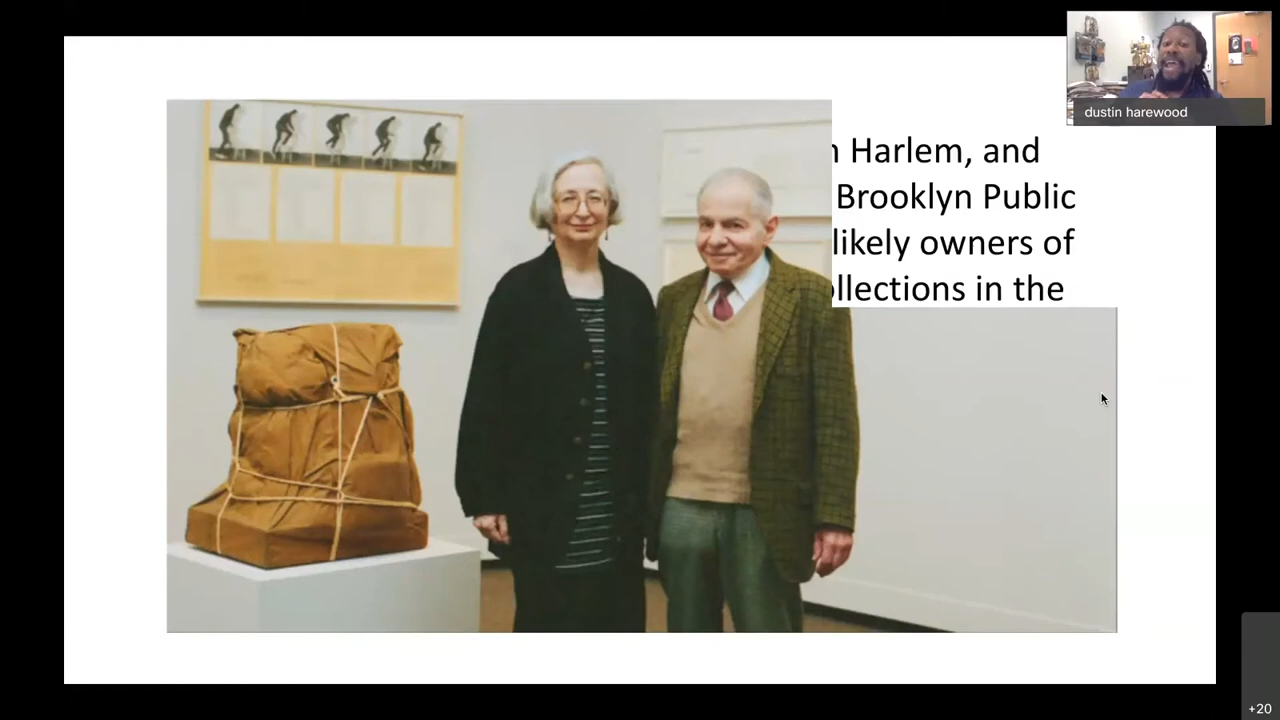 dustin harewood
Harlem, and
Brooklyn Public
likely owners of
ollections in the
+20